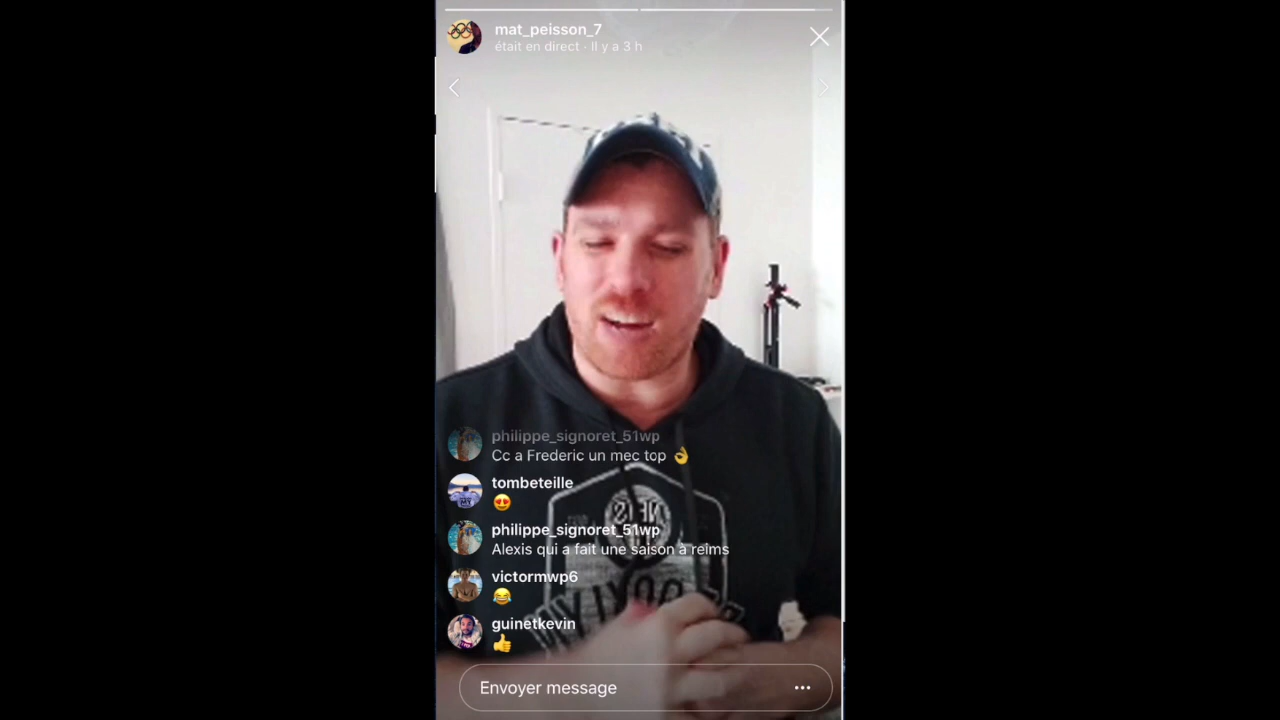 mat_peisson_7
était en direct · Il y a 3 h
philippe_signoret_51wp
Cc a Frederic un mec top 👌
tombeteille
😍
philippe_signoret_51wp
Alexis qui a fait une saison à reims
victormwp6
😂
guinetkevin
👍
Envoyer message